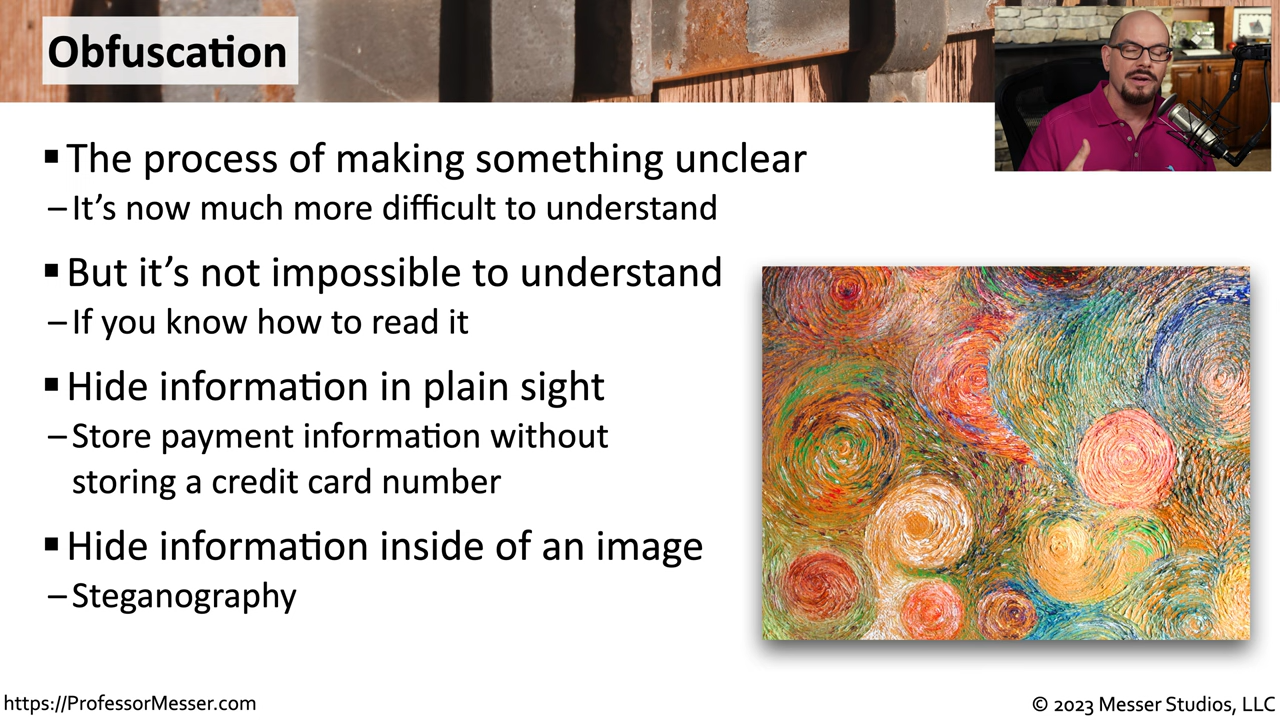 Obfuscation
▪ The process of making something unclear
– It’s now much more difficult to understand
▪ But it’s not impossible to understand
– If you know how to read it
▪ Hide information in plain sight
– Store payment information without
storing a credit card number
▪ Hide information inside of an image
– Steganography
https://ProfessorMesser.com
© 2023 Messer Studios, LLC